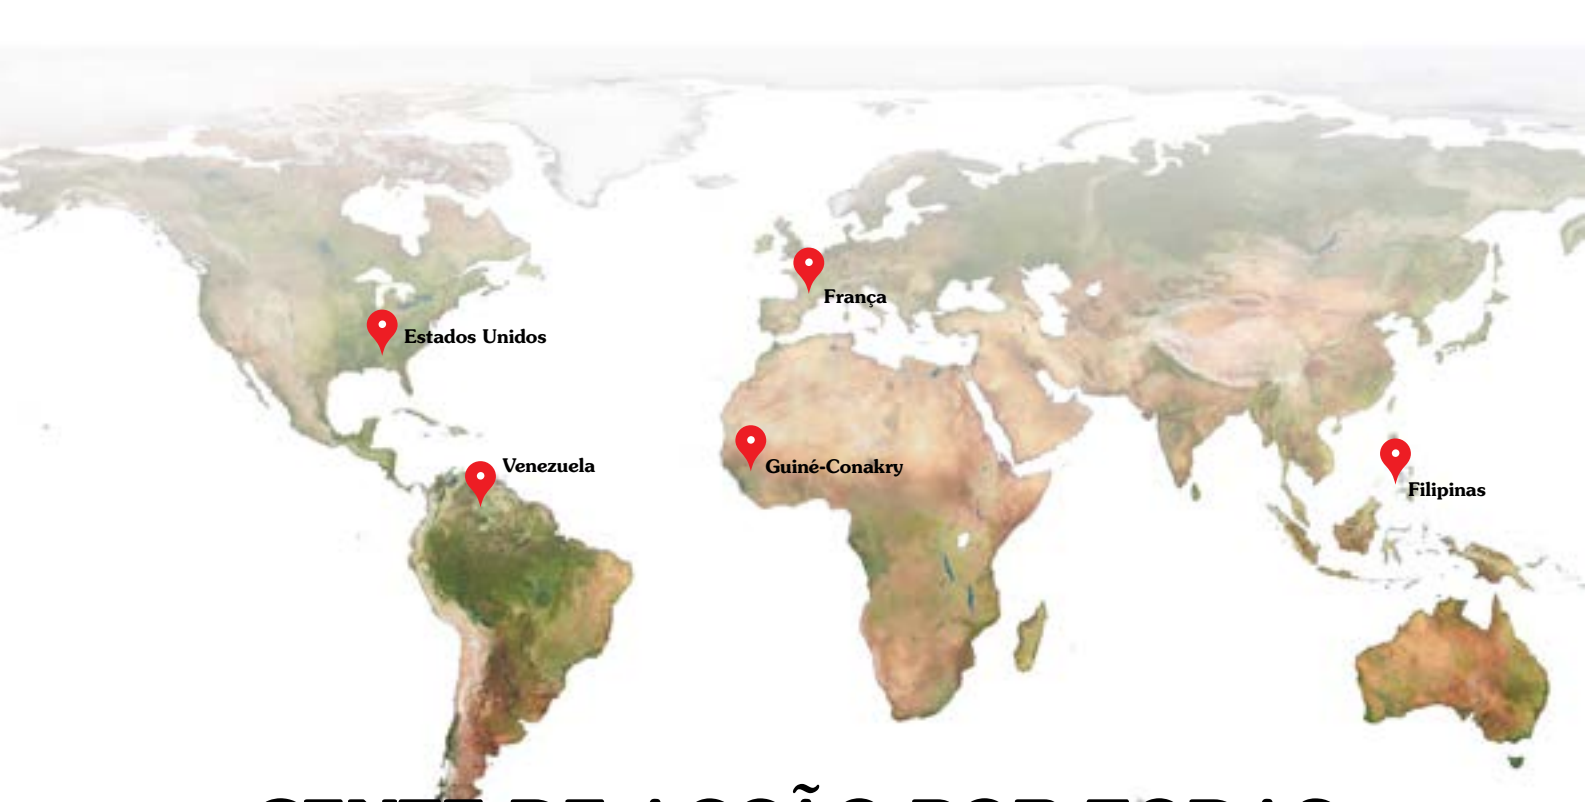 França
Estados Unidos
Venezuela
Guiné-Conakry
Filipinas